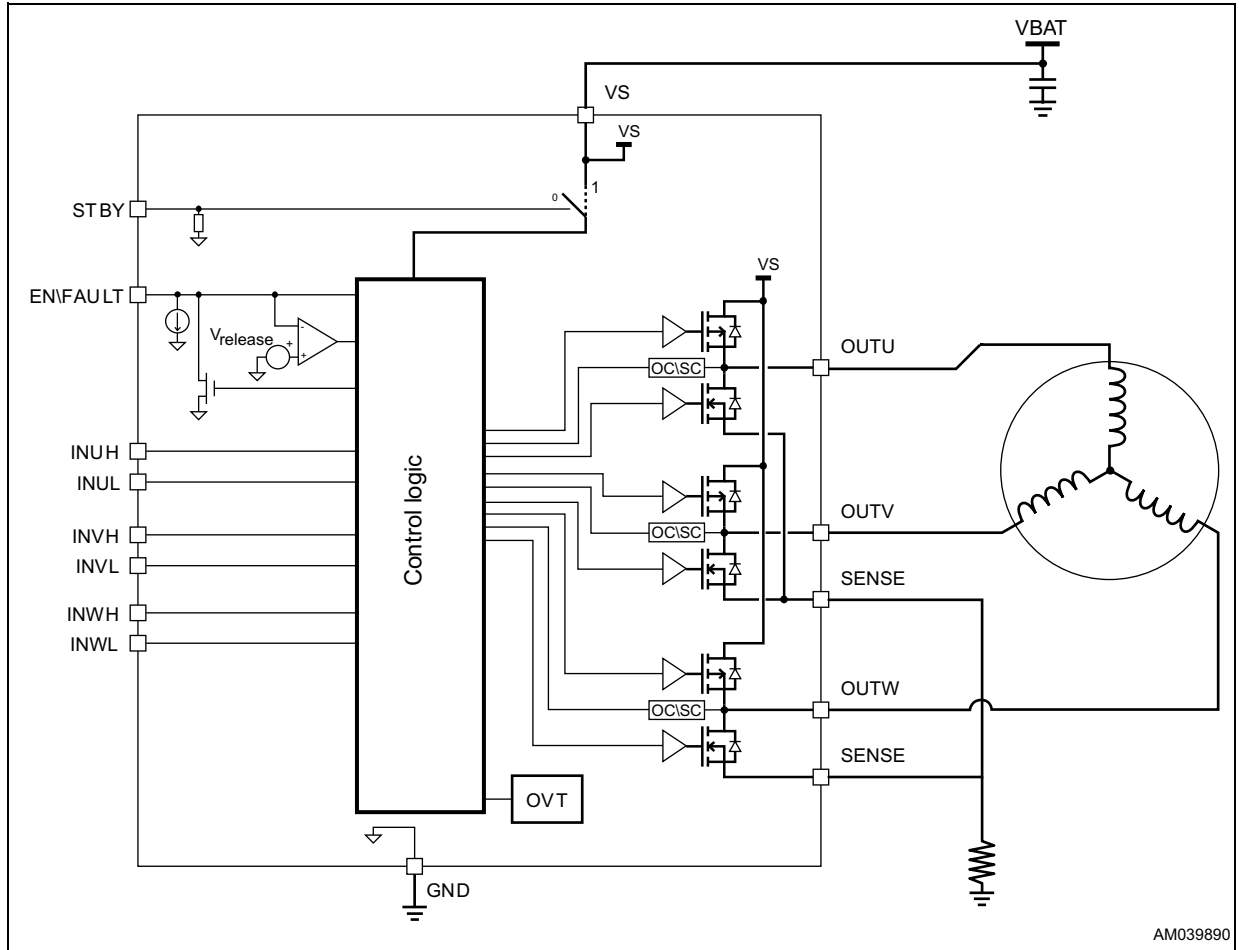 VBAT
VS
VS
1
0
STBY
VS
EN\FAULT
Vrelease
+
-
+
OUTU
OC\SC
INUH
INUL
Control logic
OUTV
OC\SC
INVH
INVL
SENSE
INWH
INWL
OUTW
OC\SC
SENSE
OVT
GND
AM039890